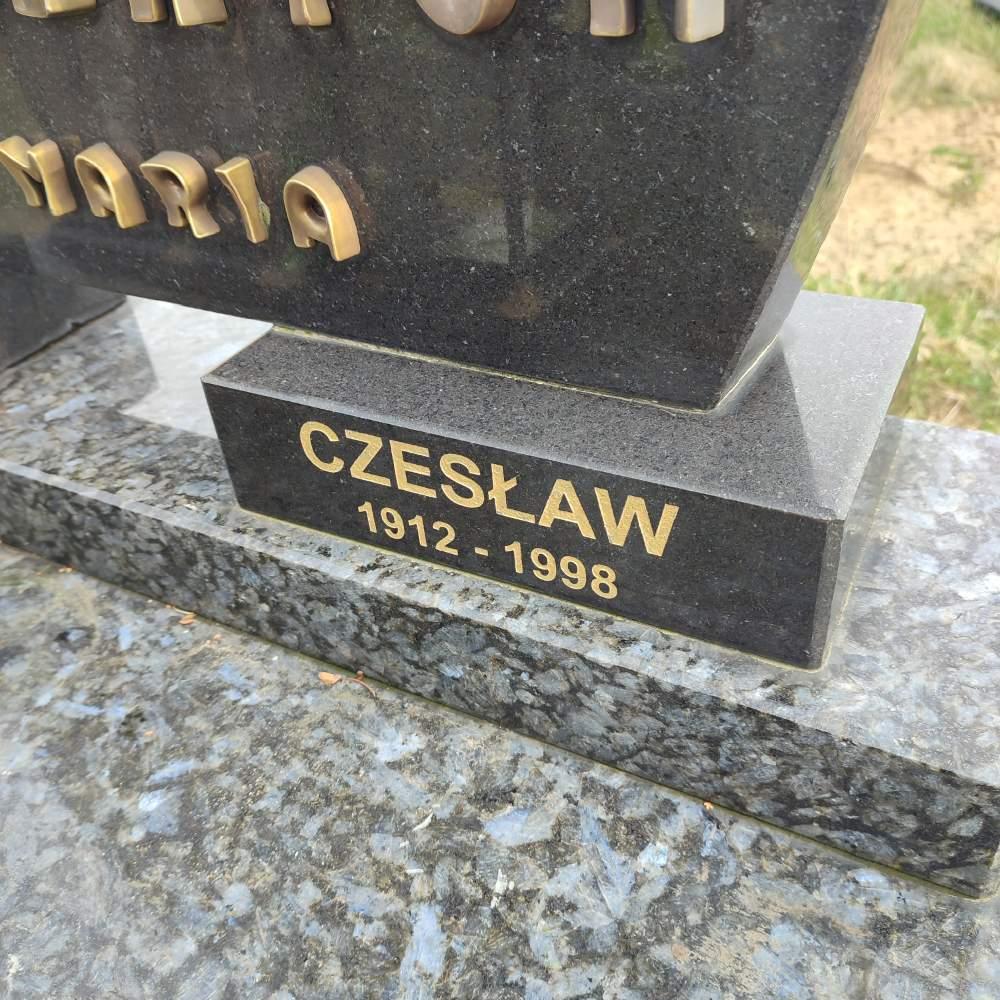 MARIA
CZESŁAW
1912 - 1998